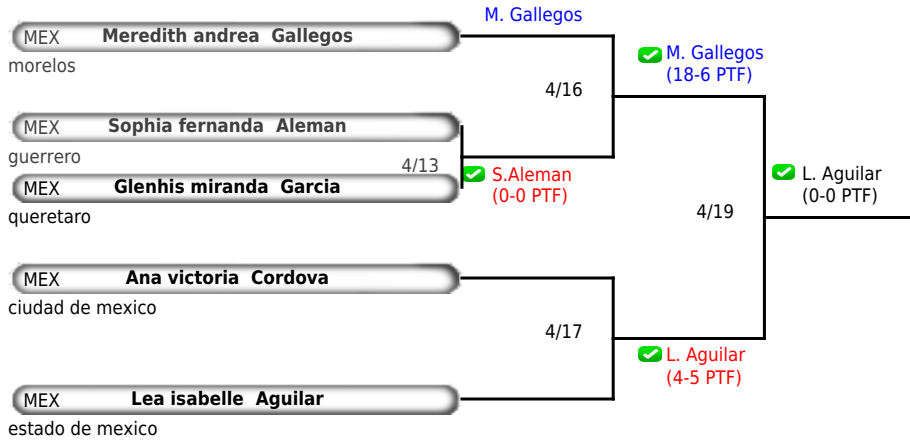 M. Gallegos
MEX Meredith andrea Gallegos
morelos
M. Gallegos
(18-6 PTF)
4/16
MEX Sophia fernanda Aleman
guerrero
4/13
S.Aleman
(0-0 PTF)
MEX Glenhis miranda Garcia
queretaro
L. Aguilar
(0-0 PTF)
4/19
MEX Ana victoria Cordova
ciudad de mexico
4/17
L. Aguilar
(4-5 PTF)
MEX Lea isabelle Aguilar
estado de mexico